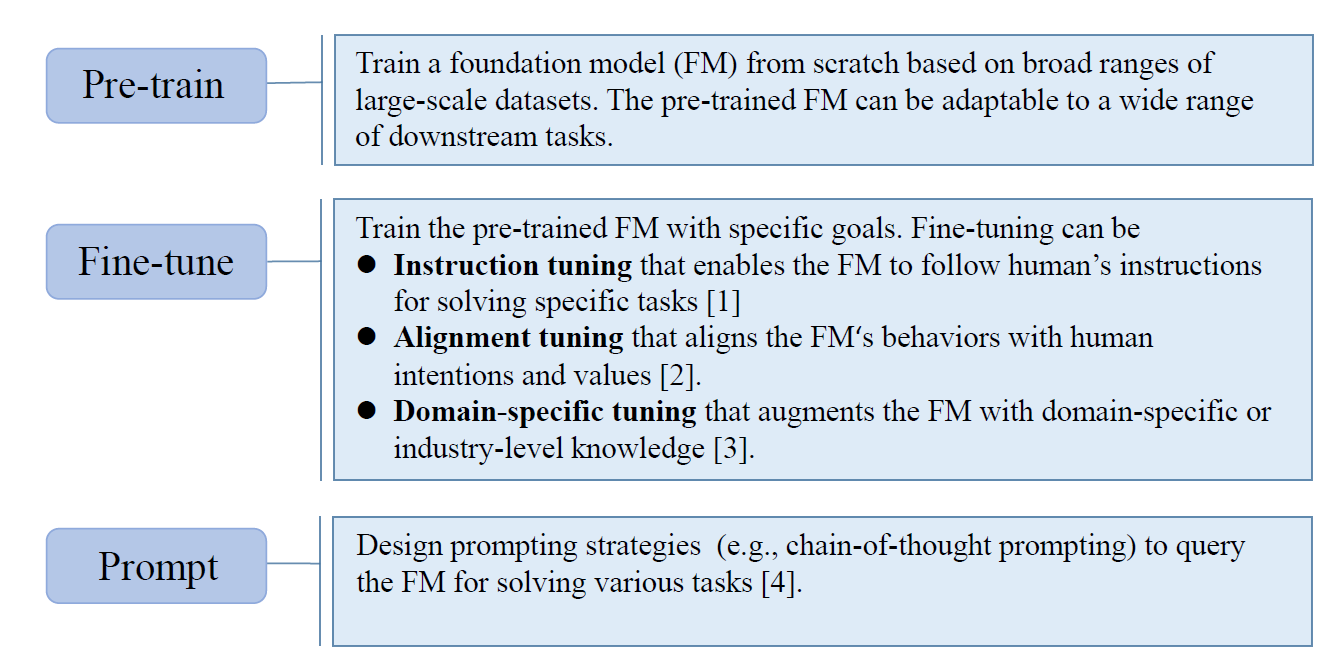 Pre-train
Train a foundation model (FM) from scratch based on broad ranges of
large-scale datasets. The pre-trained FM can be adaptable to a wide range
of downstream tasks.
Fine-tune
Train the pre-trained FM with specific goals. Fine-tuning can be
● Instruction tuning that enables the FM to follow human’s instructions
for solving specific tasks [1]
● Alignment tuning that aligns the FM‘s behaviors with human
intentions and values [2].
● Domain-specific tuning that augments the FM with domain-specific or
industry-level knowledge [3].
Prompt
Design prompting strategies (e.g., chain-of-thought prompting) to query
the FM for solving various tasks [4].